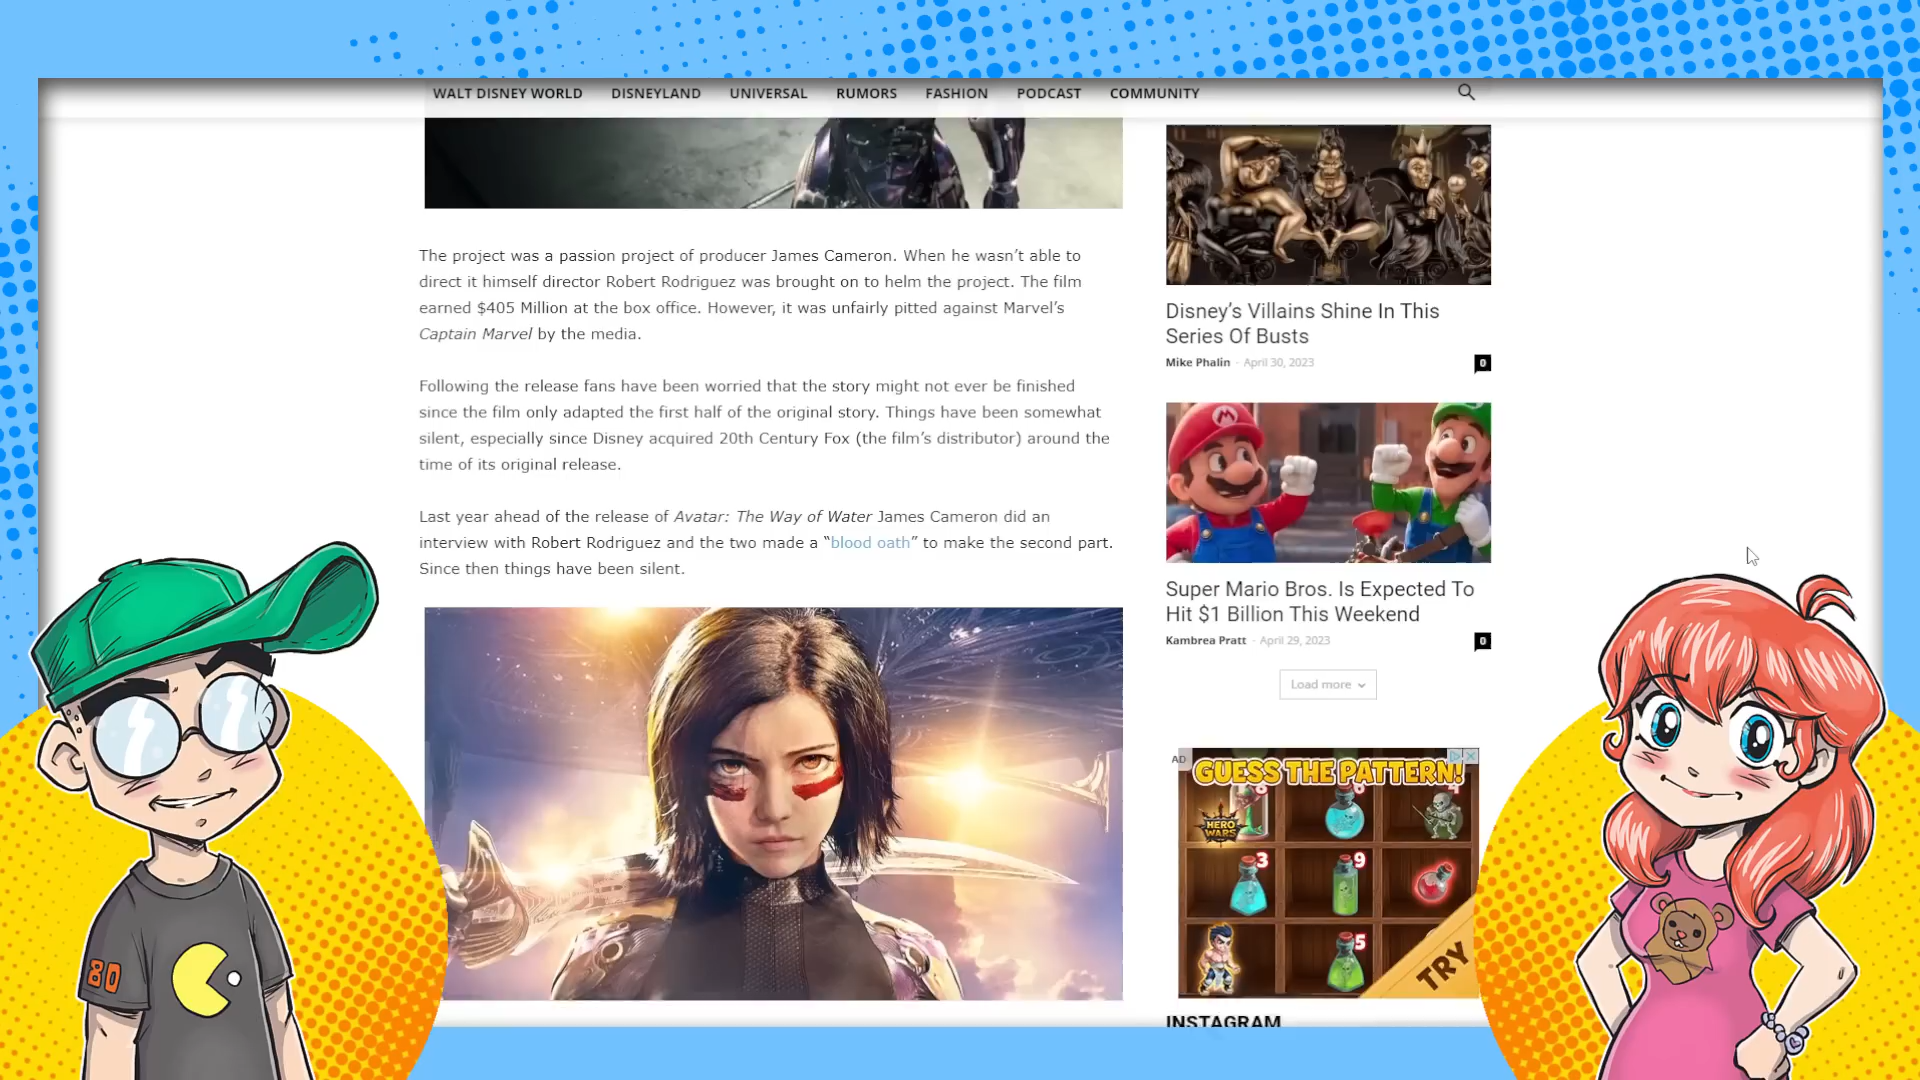 WALT DISNEY WORLD DISNEYLAND UNIVERSAL RUMORS FASHION PODCAST COMMUNITY
The project was a passion project of producer James Cameron. When he wasn’t able to
direct it himself director Robert Rodriguez was brought on to helm the project. The film
earned $405 Million at the box office. However, it was unfairly pitted against Marvel’s
Captain Marvel by the media.
Following the release fans have been worried that the story might not ever be finished
since the film only adapted the first half of the original story. Things have been somewhat
silent, especially since Disney acquired 20th Century Fox (the film’s distributor) around the
time of its original release.
Last year ahead of the release of Avatar: The Way of Water James Cameron did an
interview with Robert Rodriguez and the two made a “blood oath” to make the second part.
Since then things have been silent.
Disney’s Villains Shine In This
Series Of Busts
Mike Phalin - April 30, 2023 0
Super Mario Bros. Is Expected To
Hit $1 Billion This Weekend
Kambrea Pratt - April 29, 2023 0
Load more
AD
GUESS THE PATTERN!
HERO
WARS
3 9
5
TRY
INSTAGRAM
80